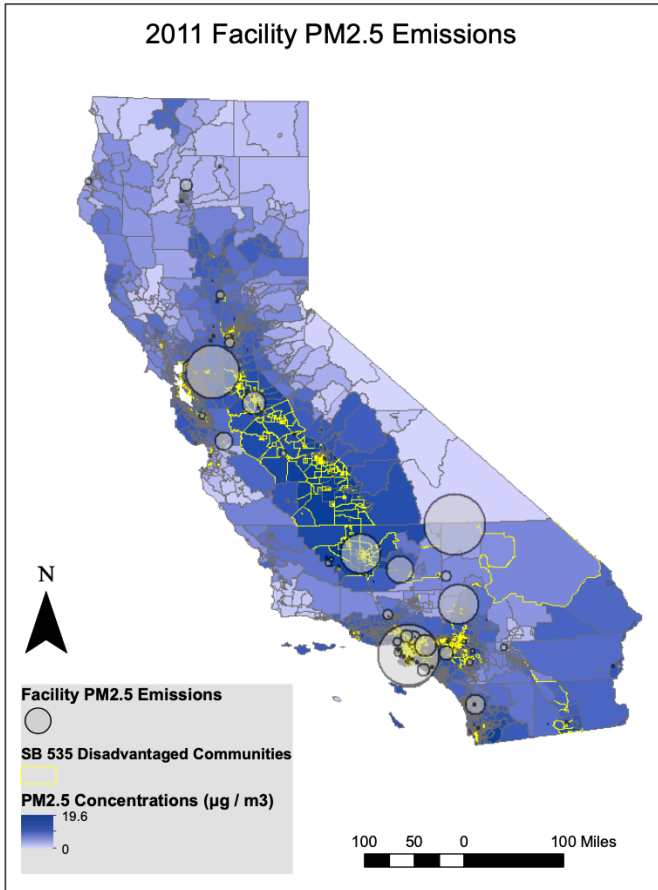 2011 Facility PM2.5 Emissions
N
Facility PM2.5 Emissions
SB 535 Disadvantaged Communities
PM2.5 Concentrations (µg / m3)
19.6
0
100 50 0 100 Miles